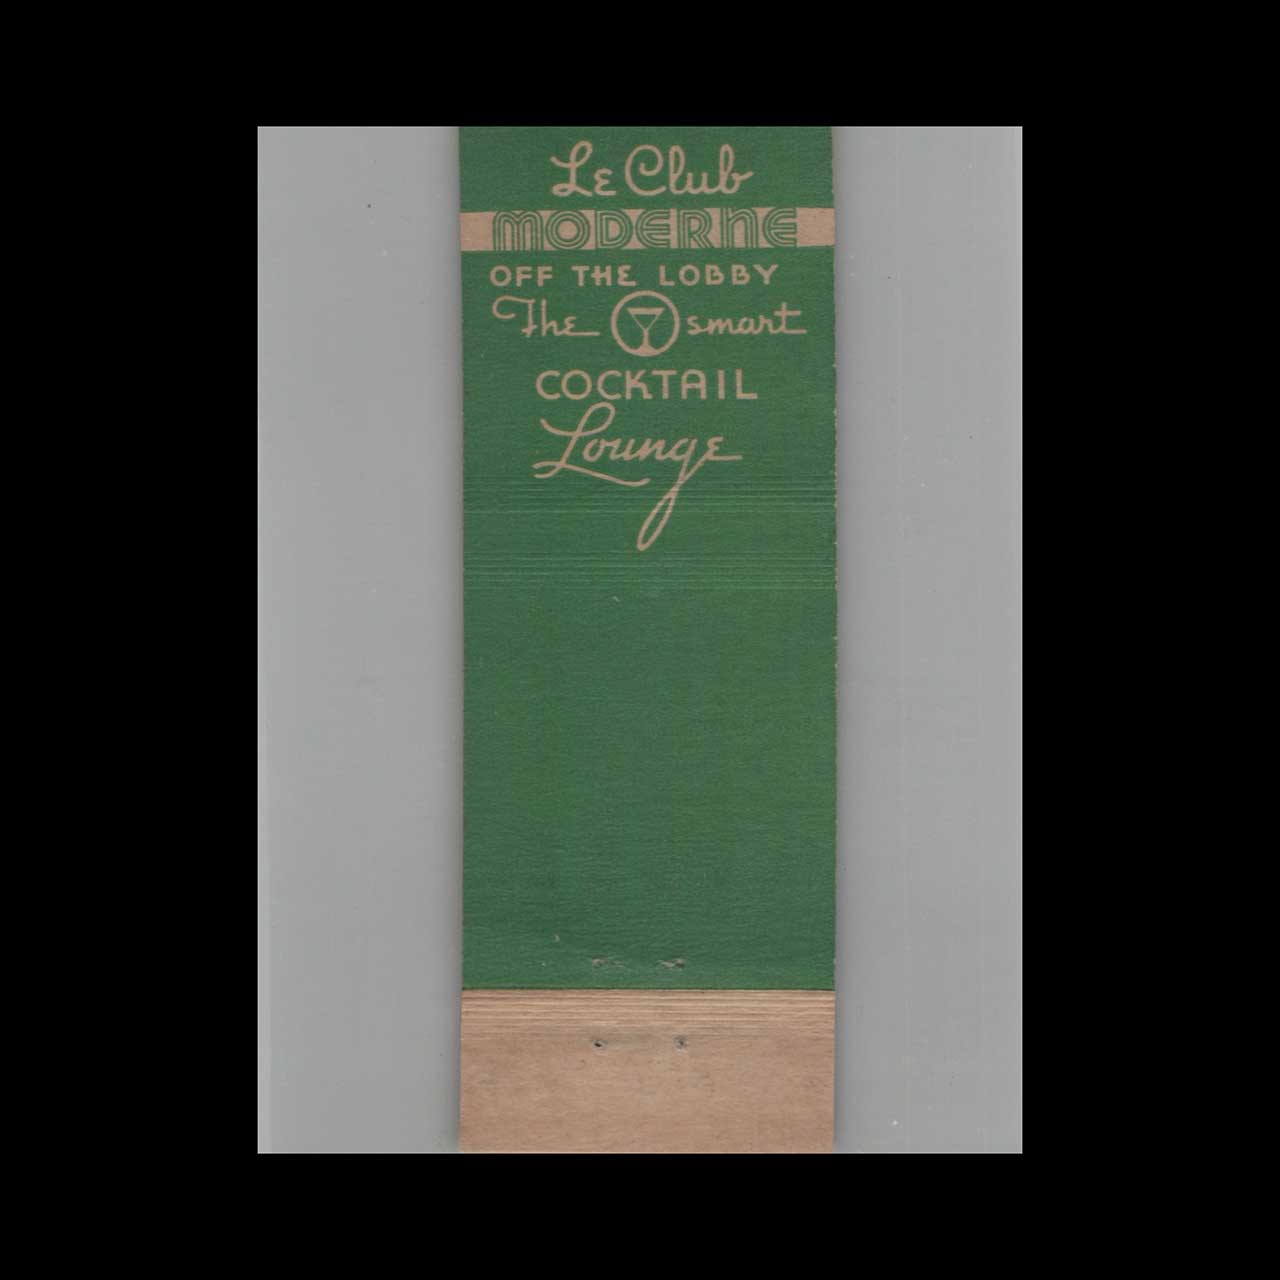 Le Club
MODERNE
OFF THE LOBBY
The smart
COCKTAIL
Lounge